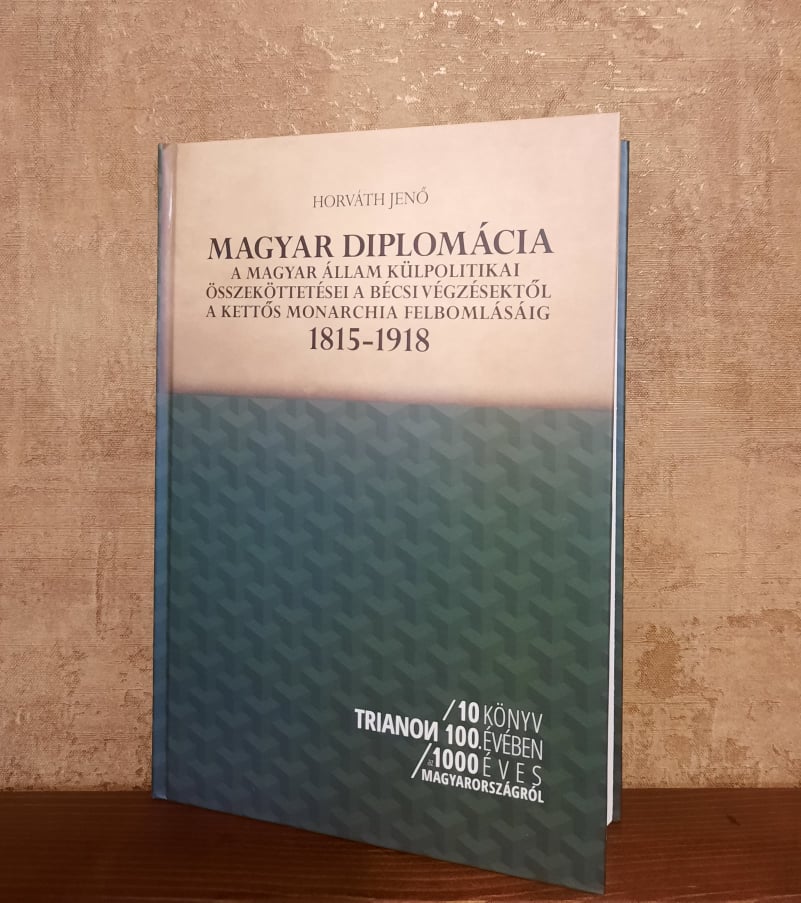 HORVÁTH JENŐ
MAGYAR DIPLOMÁCIA
A MAGYAR ÁLLAM KÜLPOLITIKAI
ÖSSZEKÖTTETÉSEI A BÉCSI VÉGZÉSEKTŐL
A KETTŐS MONARCHIA FELBOMLÁSÁIG
1815-1918
/10 KÖNYV
TRIANON 100. ÉVÉBEN
/az 1000 ÉVES
MAGYARORSZÁGRÓL